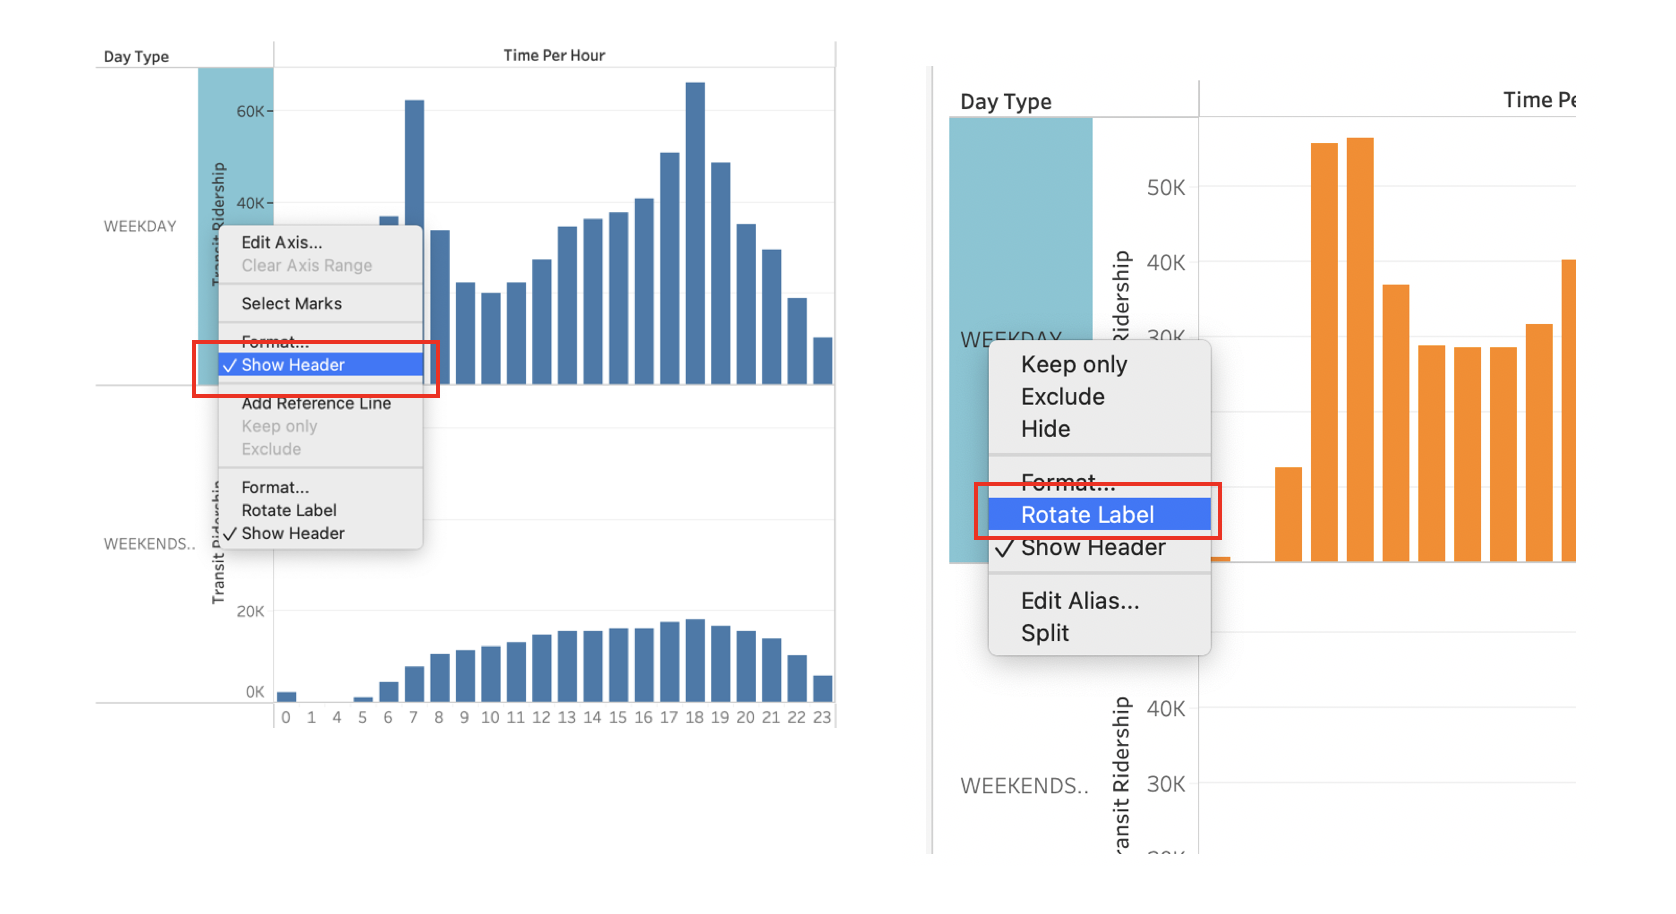 Day Type
Time Per Hour
60K
40K
Transit Ridership
WEEKDAY
Edit Axis...
Clear Axis Range
Select Marks
Format...
✓ Show Header
Add Reference Line
Keep only
Exclude
Format...
Rotate Label
✓ Show Header
WEEKENDS..
Transit Ridership
20K
0K
0 1 4 5 6 7 8 9 10 11 12 13 14 15 16 17 18 19 20 21 22 23
Day Type
Time Pe
50K
40K
30K
Ridership
WEEKDAY
Keep only
Exclude
Hide
Format...
Rotate Label
✓ Show Header
Edit Alias...
Split
40K
30K
WEEKENDS..
ansit Ridership